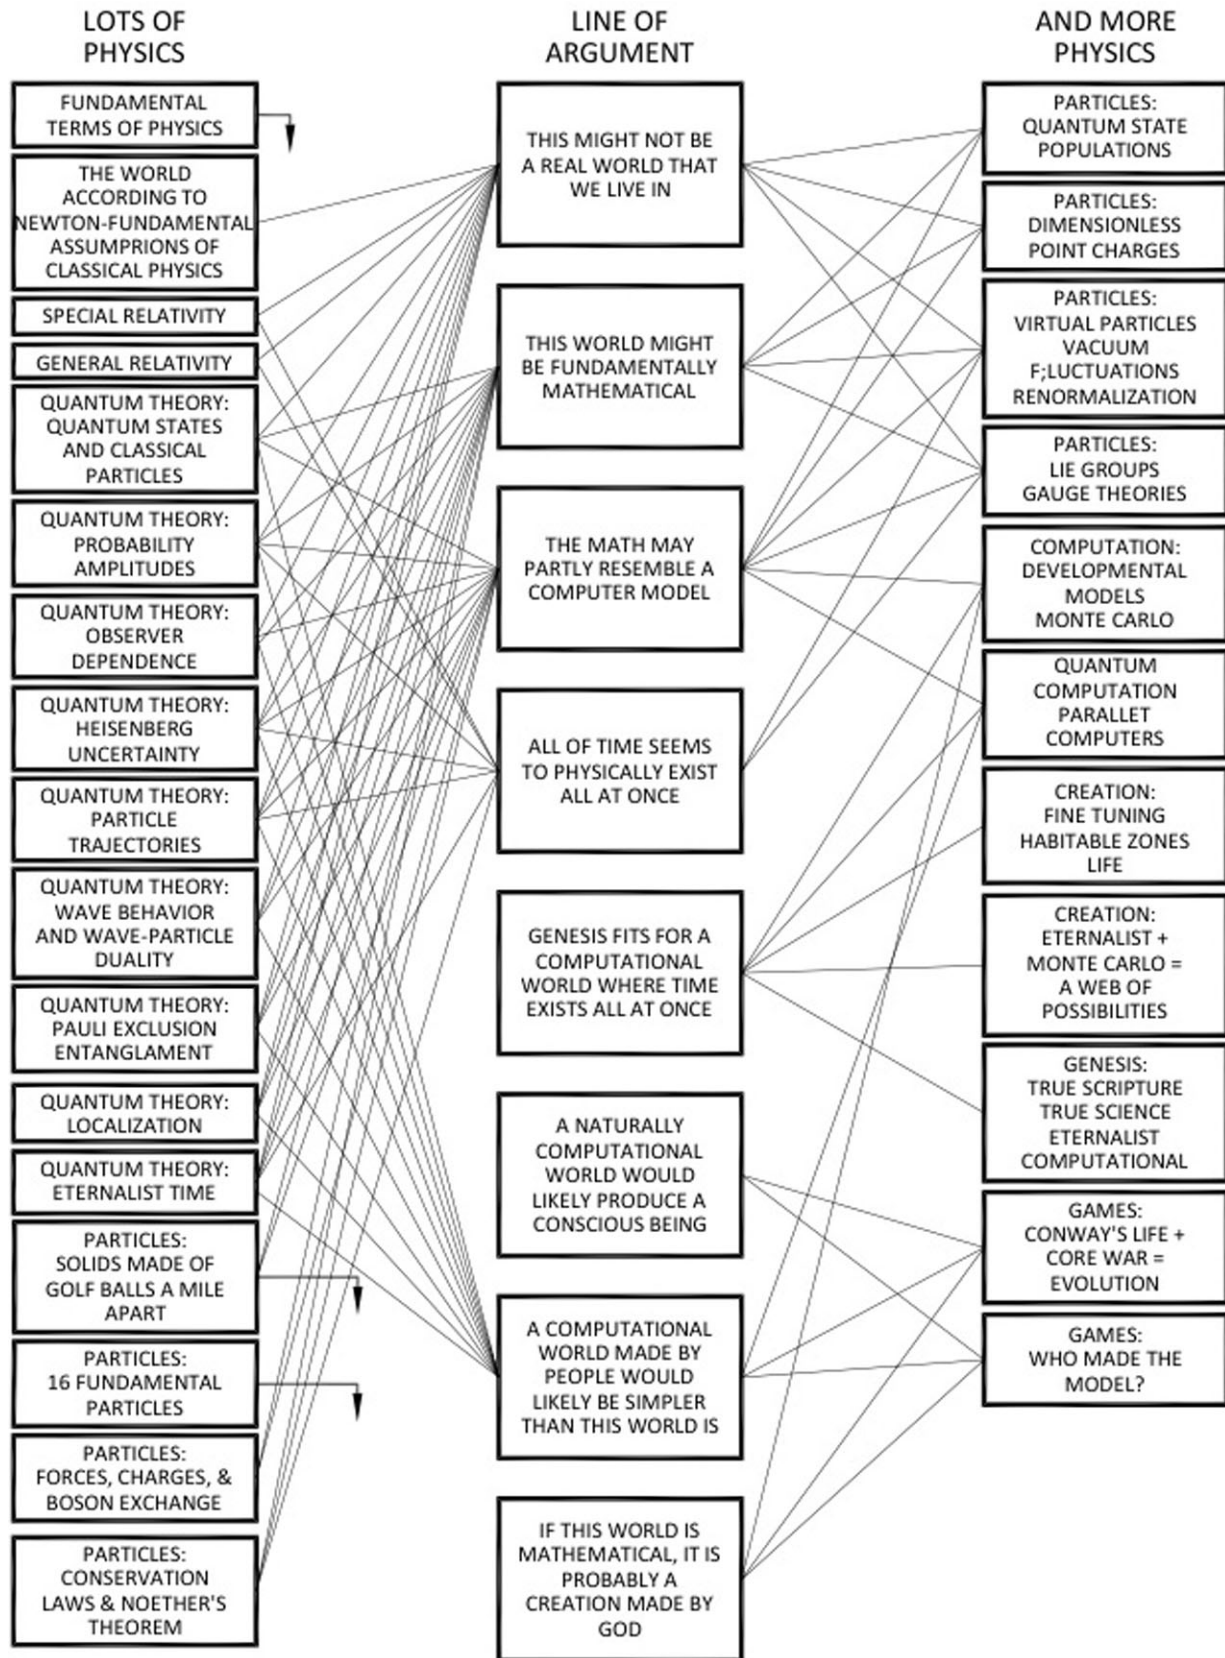 LOTS OF
PHYSICS
FUNDAMENTAL
TERMS OF PHYSICS
THE WORLD
ACCORDING TO
NEWTON-FUNDAMENTAL
ASSUMPRIONS OF
CLASSICAL PHYSICS
SPECIAL RELATIVITY
GENERAL RELATIVITY
QUANTUM THEORY:
QUANTUM STATES
AND CLASSICAL
PARTICLES
QUANTUM THEORY:
PROBABILITY
AMPLITUDES
QUANTUM THEORY:
OBSERVER
DEPENDENCE
QUANTUM THEORY:
HEISENBERG
UNCERTAINTY
QUANTUM THEORY:
PARTICLE
TRAJECTORIES
QUANTUM THEORY:
WAVE BEHAVIOR
AND WAVE-PARTICLE
DUALITY
QUANTUM THEORY:
PAULI EXCLUSION
ENTANGLAMENT
QUANTUM THEORY:
LOCALIZATION
QUANTUM THEORY:
ETERNALIST TIME
PARTICLES:
SOLIDS MADE OF
GOLF BALLS A MILE
APART
PARTICLES:
16 FUNDAMENTAL
PARTICLES
PARTICLES:
FORCES, CHARGES, &
BOSON EXCHANGE
PARTICLES:
CONSERVATION
LAWS & NOETHER'S
THEOREM
LINE OF
ARGUMENT
THIS MIGHT NOT BE
A REAL WORLD THAT
WE LIVE IN
THIS WORLD MIGHT
BE FUNDAMENTALLY
MATHEMATICAL
THE MATH MAY
PARTLY RESEMBLE A
COMPUTER MODEL
ALL OF TIME SEEMS
TO PHYSICALLY EXIST
ALL AT ONCE
GENESIS FITS FOR A
COMPUTATIONAL
WORLD WHERE TIME
EXISTS ALL AT ONCE
A NATURALLY
COMPUTATIONAL
WORLD WOULD
LIKELY PRODUCE A
CONSCIOUS BEING
A COMPUTATIONAL
WORLD MADE BY
PEOPLE WOULD
LIKELY BE SIMPLER
THAN THIS WORLD IS
IF THIS WORLD IS
MATHEMATICAL, IT IS
PROBABLY A
CREATION MADE BY
GOD
AND MORE
PHYSICS
PARTICLES:
QUANTUM STATE
POPULATIONS
PARTICLES:
DIMENSIONLESS
POINT CHARGES
PARTICLES:
VIRTUAL PARTICLES
VACUUM
F;LUCTUATIONS
RENORMALIZATION
PARTICLES:
LIE GROUPS
GAUGE THEORIES
COMPUTATION:
DEVELOPMENTAL
MODELS
MONTE CARLO
QUANTUM
COMPUTATION
PARALLET
COMPUTERS
CREATION:
FINE TUNING
HABITABLE ZONES
LIFE
CREATION:
ETERNALIST +
MONTE CARLO =
A WEB OF
POSSIBILITIES
GENESIS:
TRUE SCRIPTURE
TRUE SCIENCE
ETERNALIST
COMPUTATIONAL
GAMES:
CONWAY'S LIFE +
CORE WAR =
EVOLUTION
GAMES:
WHO MADE THE
MODEL?